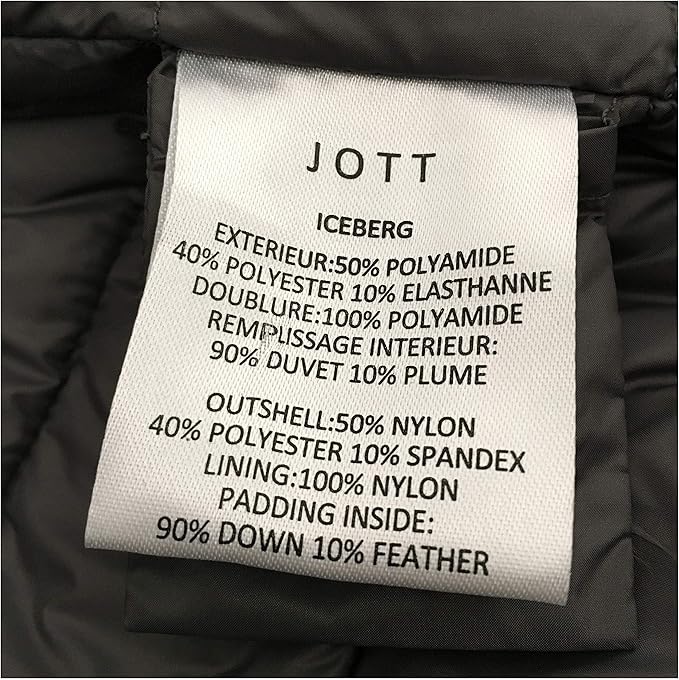 JOTT
ICEBERG
EXTERIEUR:50% POLYAMIDE
40% POLYESTER 10% ELASTHANNE
DOUBLURE:100% POLYAMIDE
REMPLISSAGE INTERIEUR:
90% DUVET 10% PLUME
OUTSHELL:50% NYLON
40% POLYESTER 10% SPANDEX
LINING:100% NYLON
PADDING INSIDE:
90% DOWN 10% FEATHER